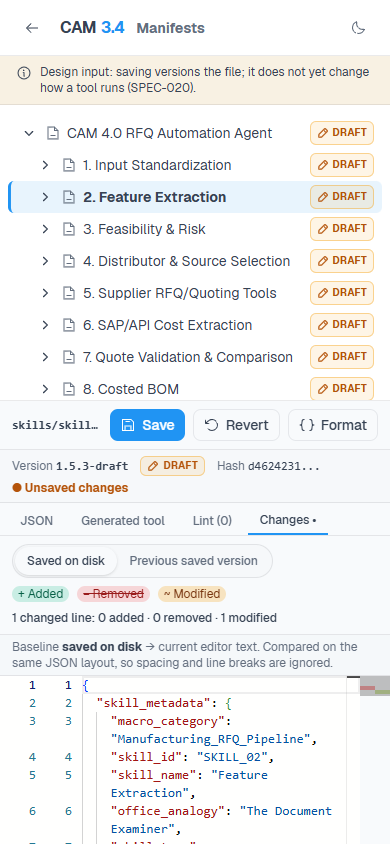 CAM 3.4 Manifests
Design input: saving versions the file; it does not yet change
how a tool runs (SPEC-020).
CAM 4.0 RFQ Automation Agent DRAFT
1. Input Standardization DRAFT
2. Feature Extraction DRAFT
3. Feasibility & Risk DRAFT
4. Distributor & Source Selection DRAFT
5. Supplier RFQ/Quoting Tools DRAFT
6. SAP/API Cost Extraction DRAFT
7. Quote Validation & Comparison DRAFT
8. Costed BOM DRAFT
skills/skill… Save Revert {} Format
Version 1.5.3-draft DRAFT Hash d4624231...
Unsaved changes
JSON Generated tool Lint (0) Changes •
Saved on disk Previous saved version
+ Added − Removed ~ Modified
1 changed line: 0 added · 0 removed · 1 modified
Baseline saved on disk → current editor text. Compared on the
same JSON layout, so spacing and line breaks are ignored.
1 1 {
2 2 "skill_metadata": {
3 3 "macro_category":
"Manufacturing_RFQ_Pipeline",
4 4 "skill_id": "SKILL_02",
5 5 "skill_name": "Feature
Extraction",
6 6 "office_analogy": "The Document
Examiner",